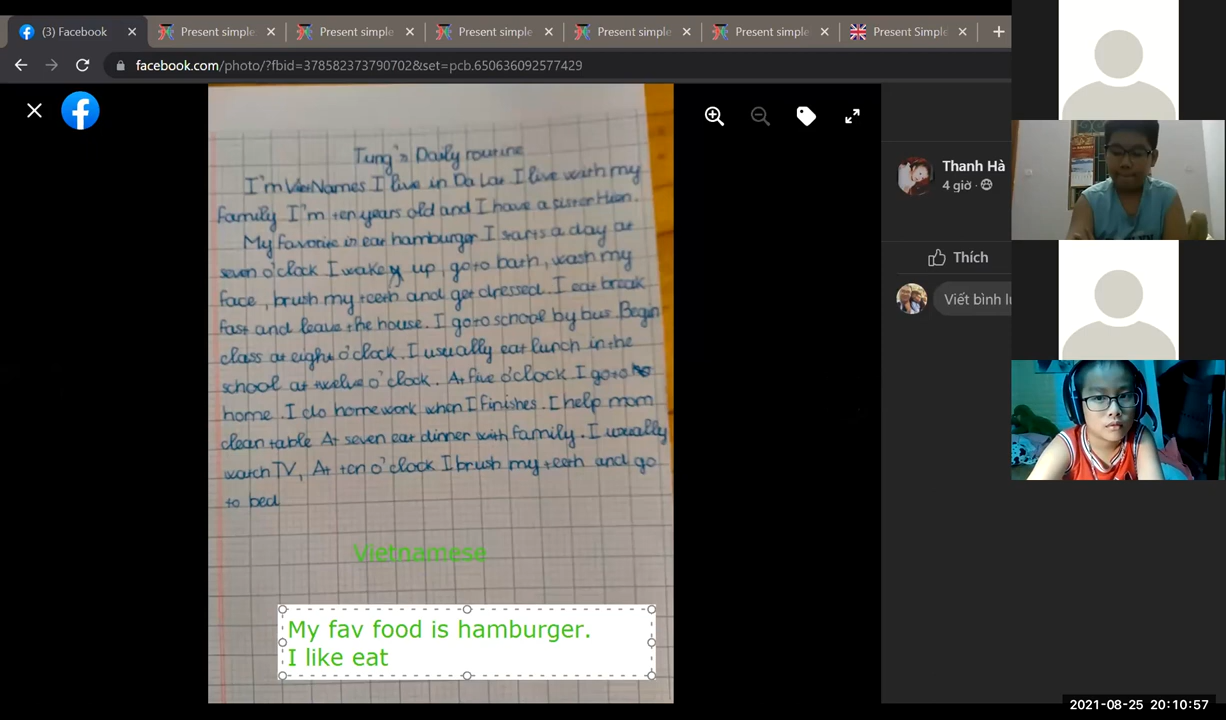 (3) Facebook
Present simple
Present simple
Present simple
Present simple
Present simple
Present Simple
facebook.com/photo/?fbid=378582373790702&set=pcb.650636092577429
Thanh Hà
4 giờ
Thích
Viết bình lu
Tung's Daily routine
I'm VietNames I live in Da Lat I live with my
family I'm ten years old and I have a sister Hien.
My favorite is eat hamburger I starts a day at
seven o'clock I wake up, go to bath, wash my
face, brush my teeth and get dressed. I eat break
fast and leave the house. I go to school by bus. Begin
class at eight o'clock. I usually eat lunch in the
school at twelve o'clock. At five o'clock I go to
home. I do homework when I finishes. I help mom
clean table At seven eat dinner with family. I usually
watch TV, At ten o'clock I brush my teeth and go
to bed
Vietnamese
My fav food is hamburger.
I like eat
2021-08-25 20:10:57